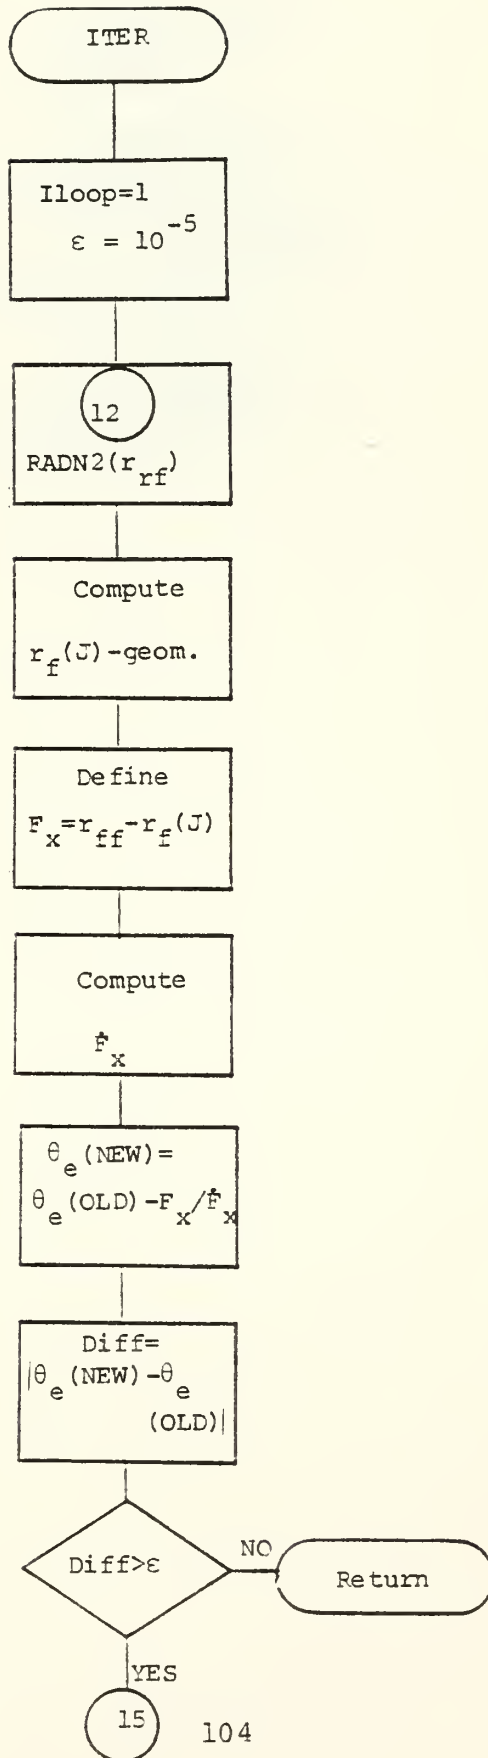 ITER
Iloop=1
ε = 10^-5
12
RADN2(r_rf)
Compute
r_f(J)-geom.
Define
F_x=r_ff-r_f(J)
Compute
Ḟ_x
θ_e(NEW)=
θ_e(OLD)-F_x/Ḟ_x
Diff=
|θ_e(NEW)-θ_e
(OLD)|
Diff>ε
NO
Return
YES
15
104